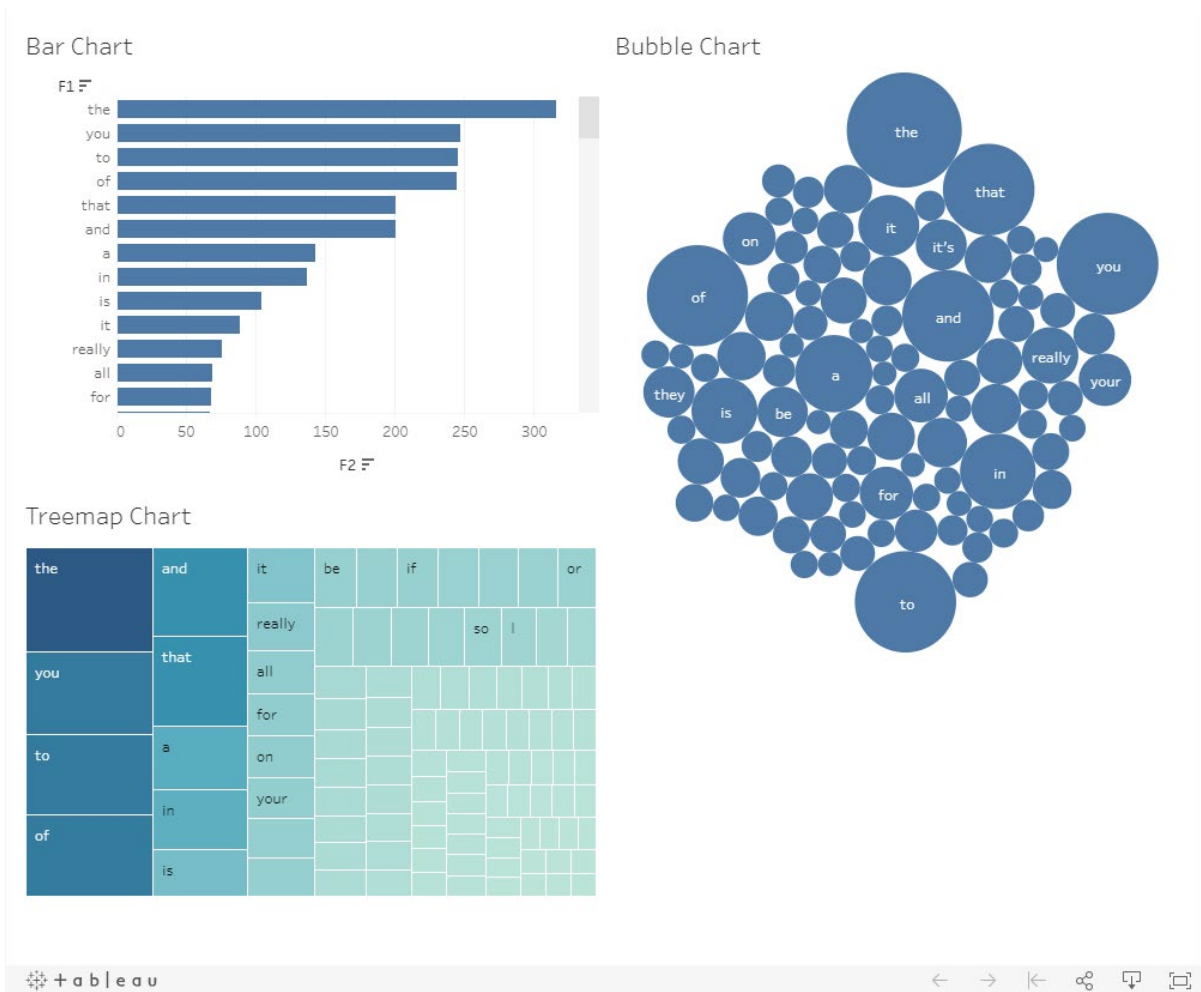 Bar Chart
F1
the
you
to
of
that
and
a
in
is
it
really
all
for
0 50 100 150 200 250 300
F2
Bubble Chart
the
that
it
on
it's
you
of
and
really
a
your
they
all
is
be
in
for
to
Treemap Chart
the and it be if or
really
so I
that
all
you
for
a
to
on
your
in
of
is
+ableau